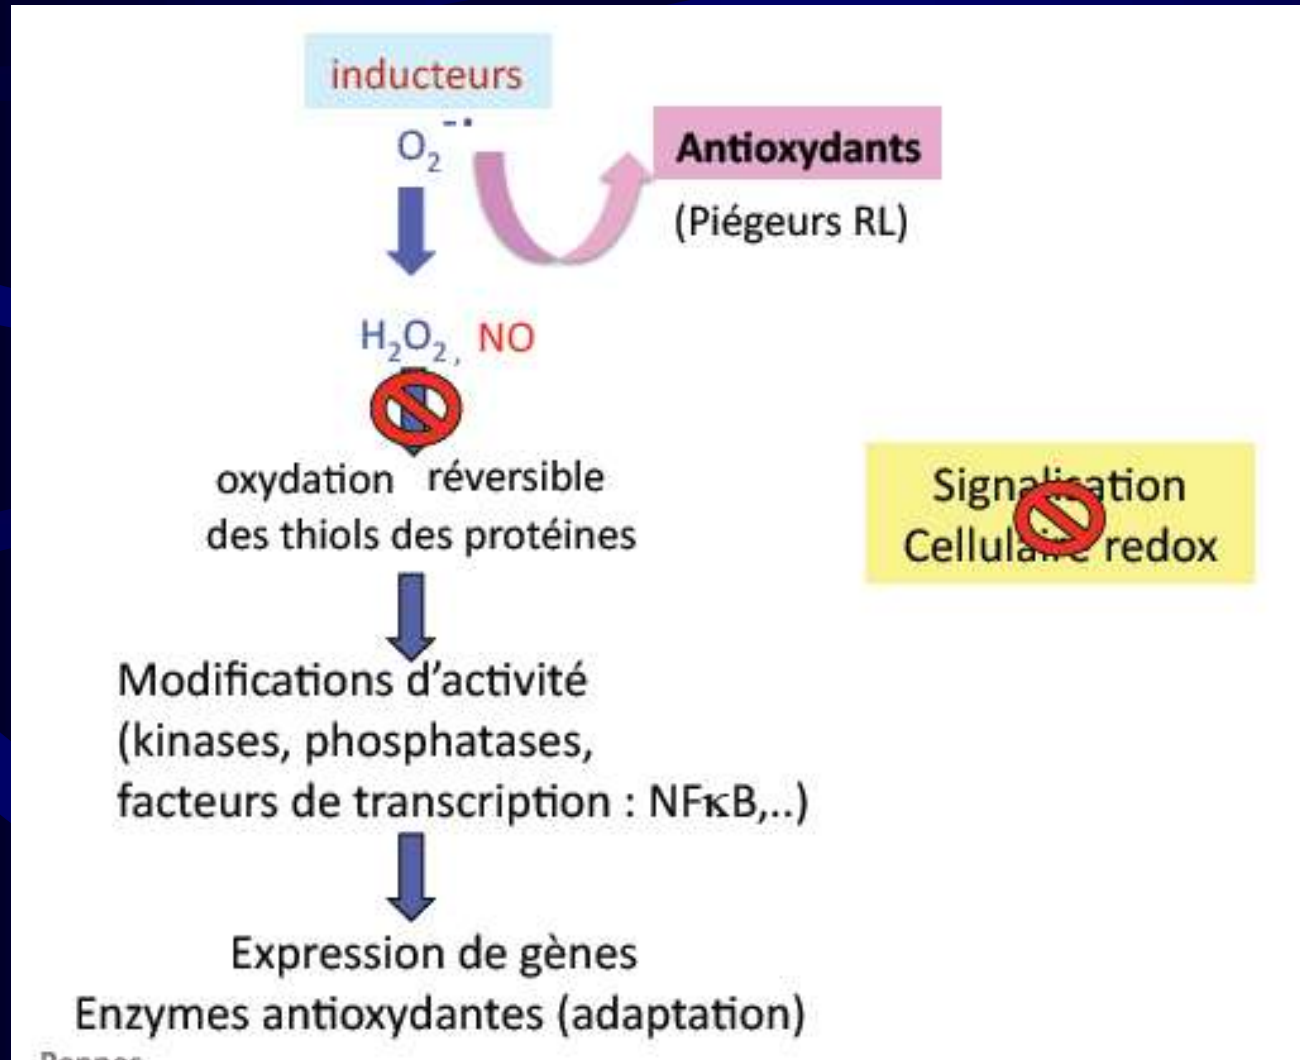 inducteurs
O₂⁻· Antioxydants
(Piégeurs RL)
H₂O₂, NO
oxydation réversible
des thiols des protéines
Signalisation
Cellulaire redox
Modifications d'activité
(kinases, phosphatases,
facteurs de transcription : NFκB,..)
Expression de gènes
Enzymes antioxydantes (adaptation)